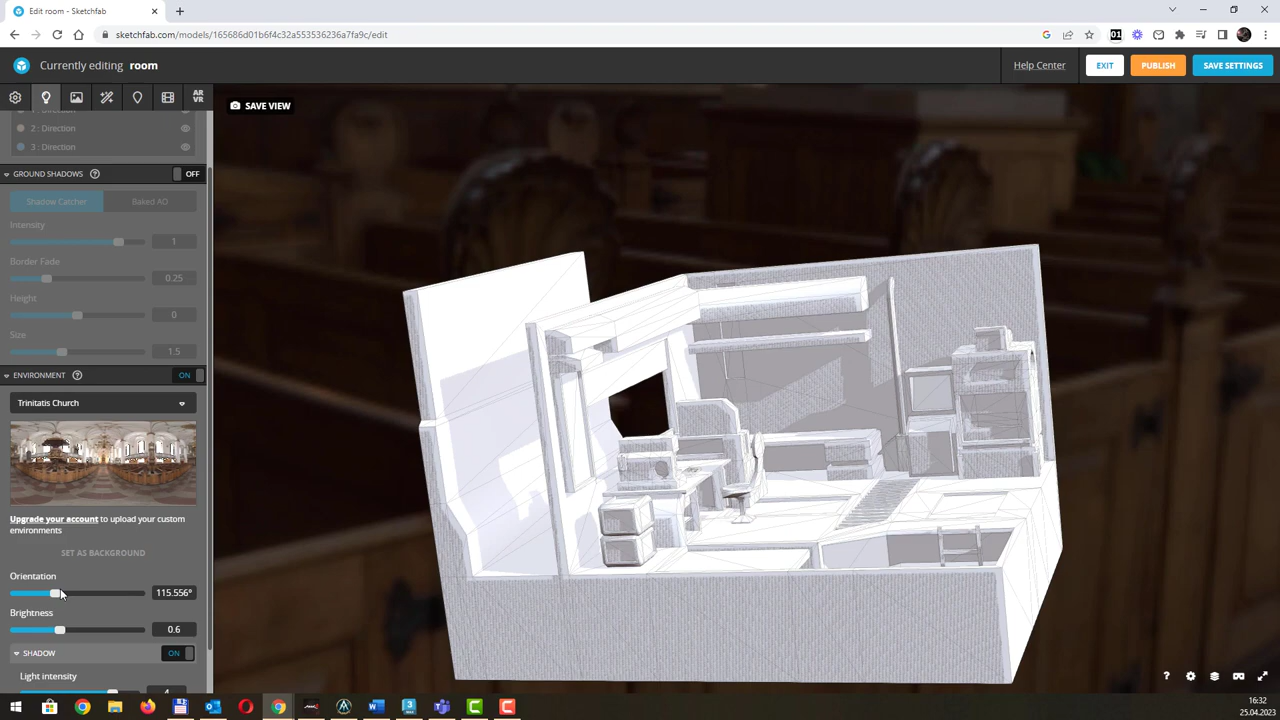 Edit room - Sketchfab
sketchfab.com/models/165686d01b6f4c32a553536236a7fa9c/edit
Currently editing room
Help Center
EXIT
PUBLISH
SAVE SETTINGS
AR
VR
SAVE VIEW
2 : Direction
3 : Direction
GROUND SHADOWS
OFF
Shadow Catcher
Baked AO
Intensity
1
Border Fade
0.25
Height
0
Size
1.5
ENVIRONMENT
ON
Trinitatis Church
Upgrade your account to upload your custom
environments
SET AS BACKGROUND
Orientation
115.556°
Brightness
0.6
SHADOW
ON
Light intensity
4
16:32
25.04.2023